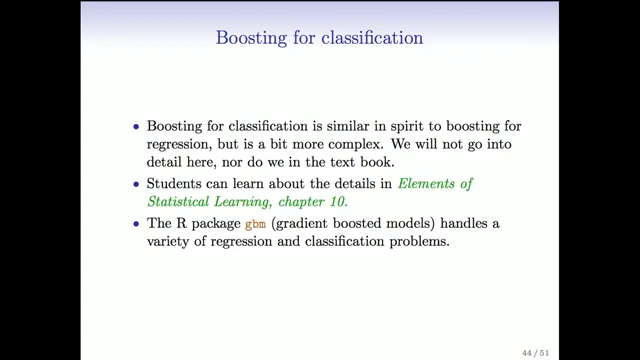 Boosting for classification
• Boosting for classification is similar in spirit to boosting for
regression, but is a bit more complex. We will not go into
detail here, nor do we in the text book.
• Students can learn about the details in Elements of
Statistical Learning, chapter 10.
• The R package gbm (gradient boosted models) handles a
variety of regression and classification problems.
44 / 51